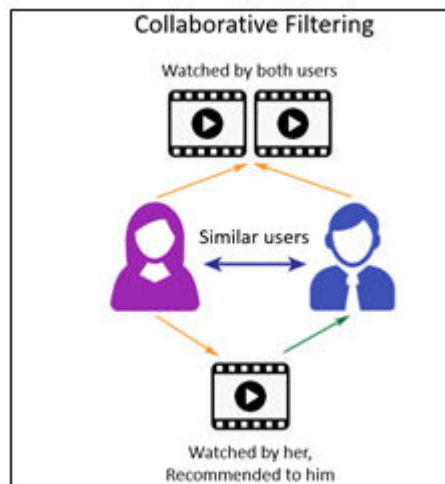 Collaborative Filtering
Watched by both users
Similar users
Watched by her,
Recommended to him